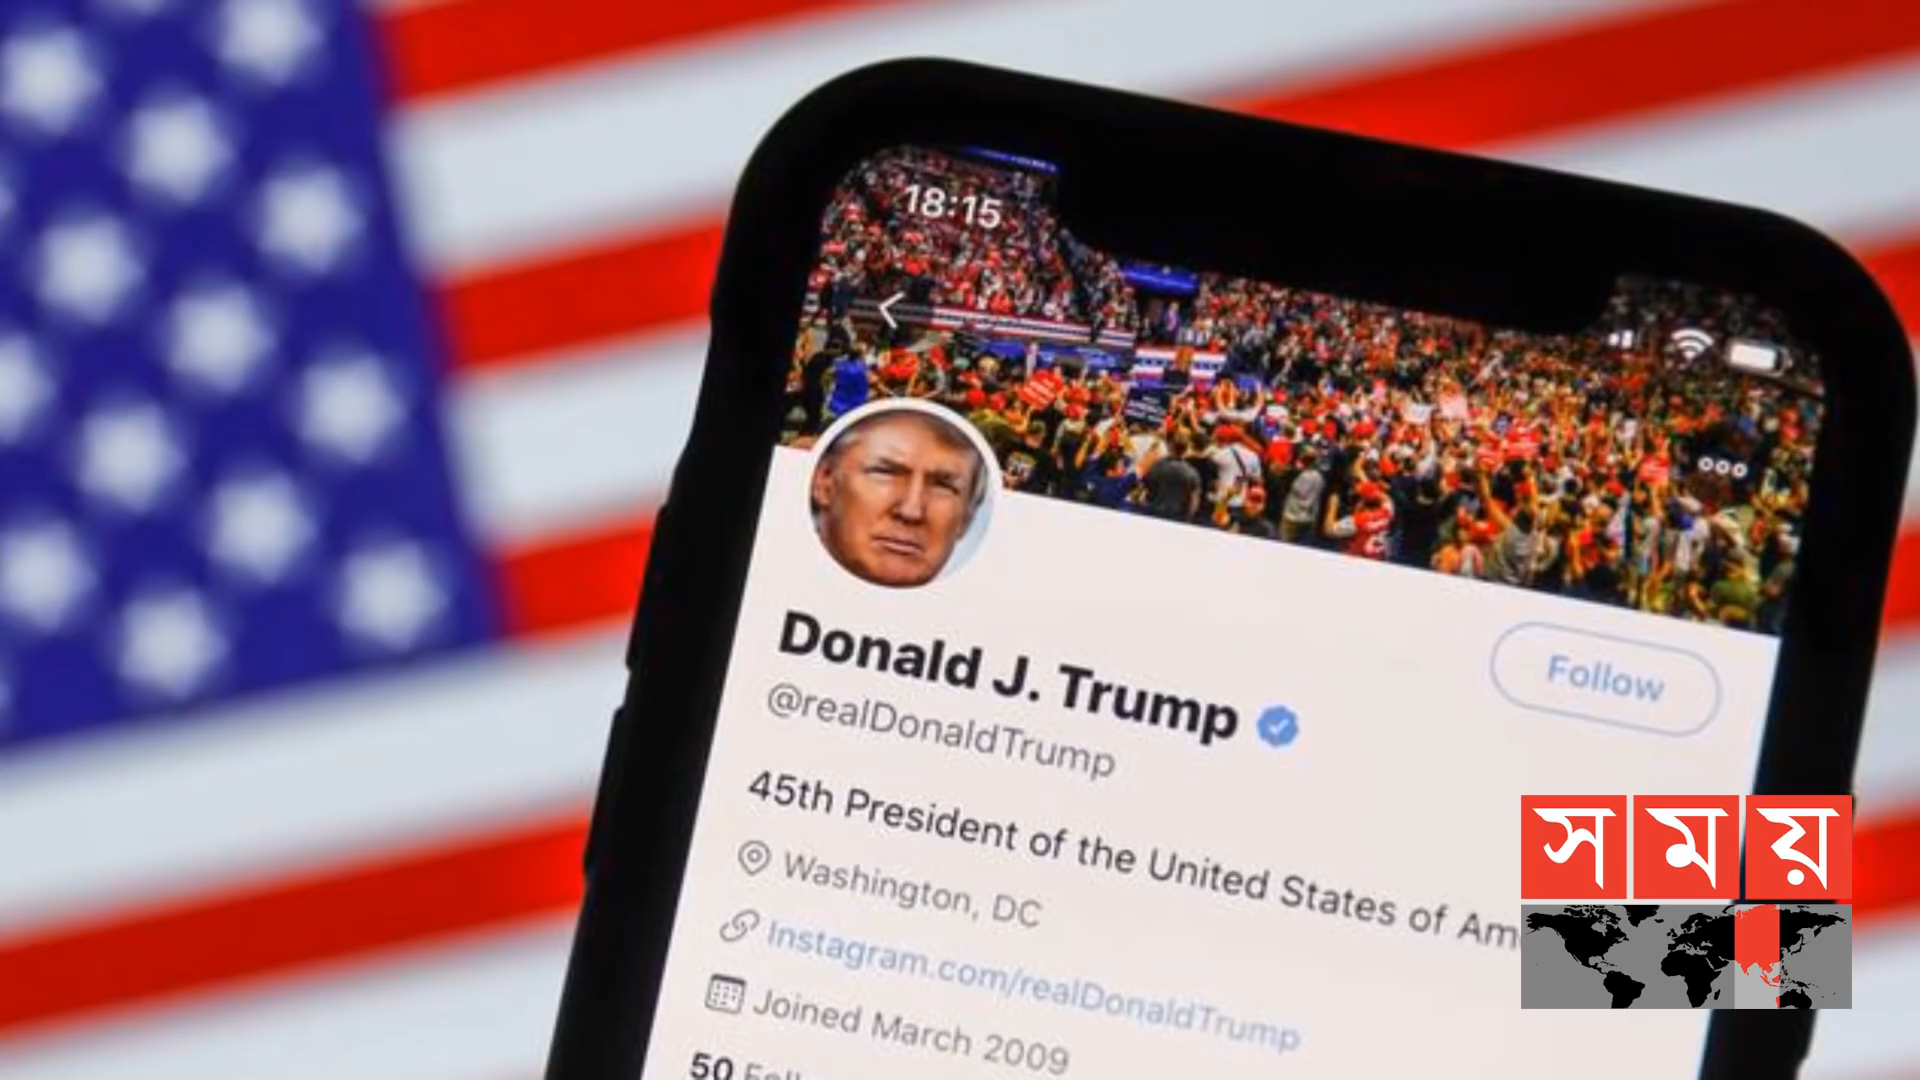 18:15
Donald J. Trump
Follow
@realDonaldTrump
45th President of the United States of Am
Washington, DC
Instagram.com/realDonaldTrump
Joined March 2009
50
সময়